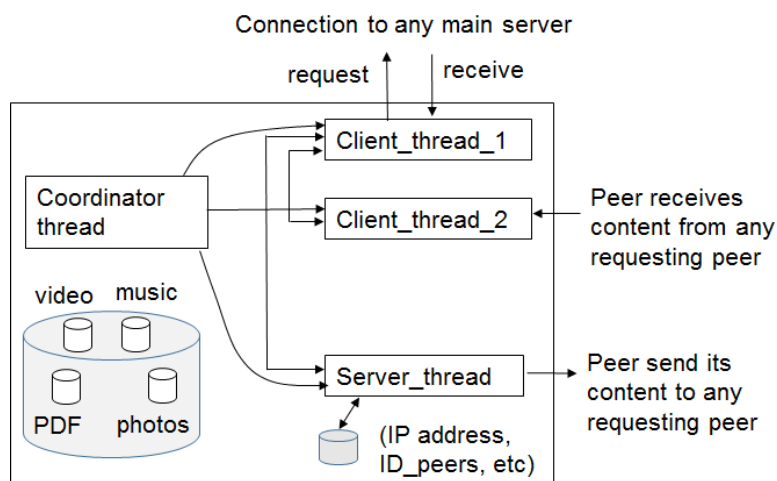 Connection to any main server
request
receive
Client_thread_1
Coordinator
thread
Client_thread_2
Peer receives
content from any
requesting peer
video
music
PDF
photos
Server_thread
(IP address,
ID_peers, etc)
Peer send its
content to any
requesting peer